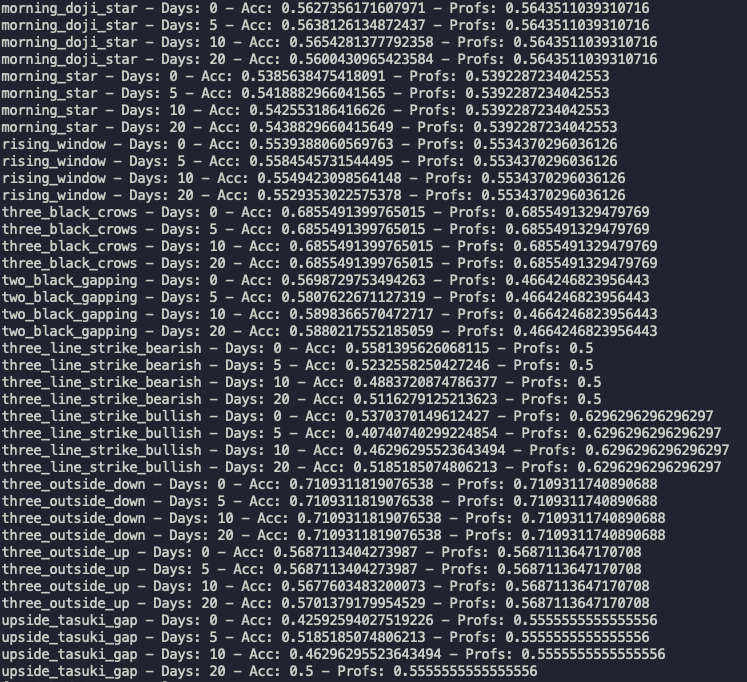 morning_doji_star – Days: 0 – Acc: 0.5627356171607971 – Profs: 0.5643511039310716
morning_doji_star – Days: 5 – Acc: 0.5638126134872437 – Profs: 0.5643511039310716
morning_doji_star – Days: 10 – Acc: 0.5654281377792358 – Profs: 0.5643511039310716
morning_doji_star – Days: 20 – Acc: 0.5600430965423584 – Profs: 0.5643511039310716
morning_star – Days: 0 – Acc: 0.5385638475418091 – Profs: 0.5392287234042553
morning_star – Days: 5 – Acc: 0.5418882966041565 – Profs: 0.5392287234042553
morning_star – Days: 10 – Acc: 0.542553186416626 – Profs: 0.5392287234042553
morning_star – Days: 20 – Acc: 0.5438829660415649 – Profs: 0.5392287234042553
rising_window – Days: 0 – Acc: 0.5539388060569763 – Profs: 0.5534370296036126
rising_window – Days: 5 – Acc: 0.5584545731544495 – Profs: 0.5534370296036126
rising_window – Days: 10 – Acc: 0.5549423098564148 – Profs: 0.5534370296036126
rising_window – Days: 20 – Acc: 0.5529353022575378 – Profs: 0.5534370296036126
three_black_crows – Days: 0 – Acc: 0.6855491399765015 – Profs: 0.6855491329479769
three_black_crows – Days: 5 – Acc: 0.6855491399765015 – Profs: 0.6855491329479769
three_black_crows – Days: 10 – Acc: 0.6855491399765015 – Profs: 0.6855491329479769
three_black_crows – Days: 20 – Acc: 0.6855491399765015 – Profs: 0.6855491329479769
two_black_gapping – Days: 0 – Acc: 0.5698729753494263 – Profs: 0.4664246823956443
two_black_gapping – Days: 5 – Acc: 0.5807622671127319 – Profs: 0.4664246823956443
two_black_gapping – Days: 10 – Acc: 0.5898366570472717 – Profs: 0.4664246823956443
two_black_gapping – Days: 20 – Acc: 0.5880217552185059 – Profs: 0.4664246823956443
three_line_strike_bearish – Days: 0 – Acc: 0.5581395626068115 – Profs: 0.5
three_line_strike_bearish – Days: 5 – Acc: 0.5232558250427246 – Profs: 0.5
three_line_strike_bearish – Days: 10 – Acc: 0.4883720874786377 – Profs: 0.5
three_line_strike_bearish – Days: 20 – Acc: 0.5116279125213623 – Profs: 0.5
three_line_strike_bullish – Days: 0 – Acc: 0.5370370149612427 – Profs: 0.6296296296296297
three_line_strike_bullish – Days: 5 – Acc: 0.40740740299224854 – Profs: 0.6296296296296297
three_line_strike_bullish – Days: 10 – Acc: 0.46296295523643494 – Profs: 0.6296296296296297
three_line_strike_bullish – Days: 20 – Acc: 0.5185185074806213 – Profs: 0.6296296296296297
three_outside_down – Days: 0 – Acc: 0.7109311819076538 – Profs: 0.7109311740890688
three_outside_down – Days: 5 – Acc: 0.7109311819076538 – Profs: 0.7109311740890688
three_outside_down – Days: 10 – Acc: 0.7109311819076538 – Profs: 0.7109311740890688
three_outside_down – Days: 20 – Acc: 0.7109311819076538 – Profs: 0.7109311740890688
three_outside_up – Days: 0 – Acc: 0.5687113404273987 – Profs: 0.5687113647170708
three_outside_up – Days: 5 – Acc: 0.5687113404273987 – Profs: 0.5687113647170708
three_outside_up – Days: 10 – Acc: 0.5677603483200073 – Profs: 0.5687113647170708
three_outside_up – Days: 20 – Acc: 0.5701379179954529 – Profs: 0.5687113647170708
upside_tasuki_gap – Days: 0 – Acc: 0.42592594027519226 – Profs: 0.5555555555555556
upside_tasuki_gap – Days: 5 – Acc: 0.5185185074806213 – Profs: 0.5555555555555556
upside_tasuki_gap – Days: 10 – Acc: 0.46296295523643494 – Profs: 0.5555555555555556
upside_tasuki_gap – Days: 20 – Acc: 0.5 – Profs: 0.5555555555555556